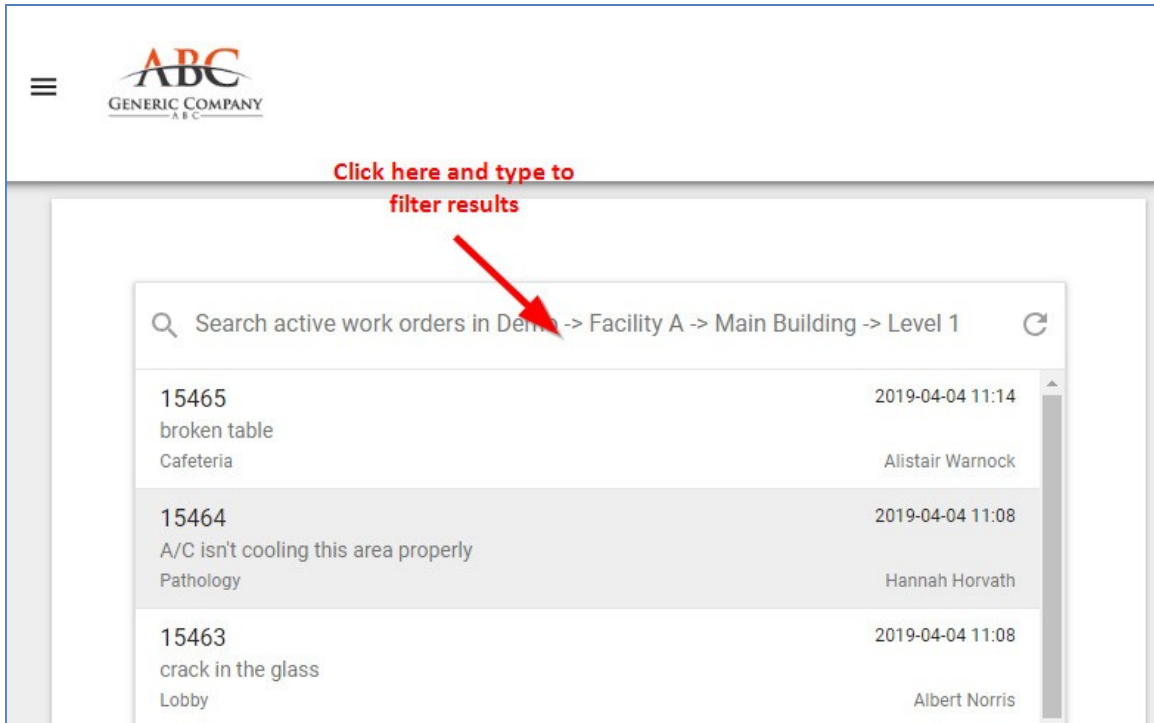 ABC
GENERIC COMPANY
ABC
Click here and type to
filter results
Search active work orders in Demo -> Facility A -> Main Building -> Level 1
15465
2019-04-04 11:14
broken table
Cafeteria
Alistair Warnock
15464
2019-04-04 11:08
A/C isn't cooling this area properly
Pathology
Hannah Horvath
15463
2019-04-04 11:08
crack in the glass
Lobby
Albert Norris